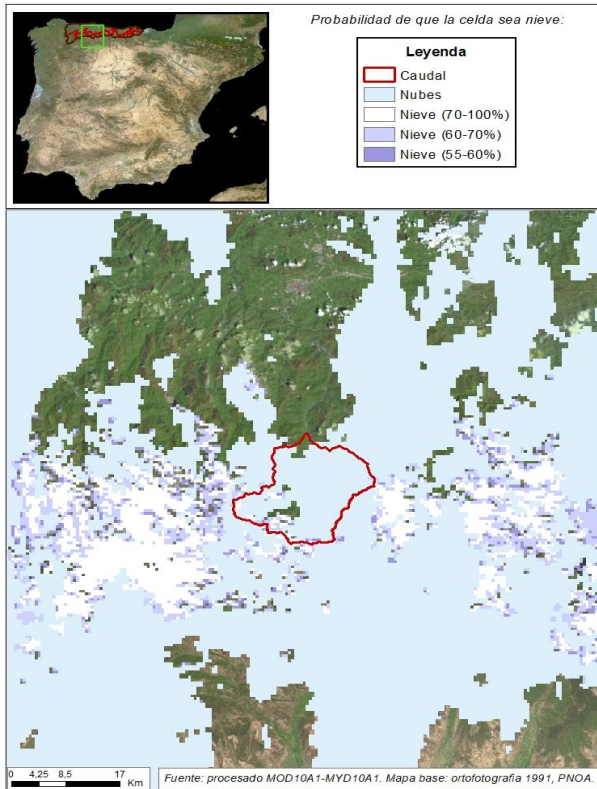 Probabilidad de que la celda sea nieve:
Leyenda
Caudal
Nubes
Nieve (70-100%)
Nieve (60-70%)
Nieve (55-60%)
0 4,25 8,5 17
Km
Fuente: procesado MOD10A1-MYD10A1. Mapa base: ortofotografia 1991, PNOA.